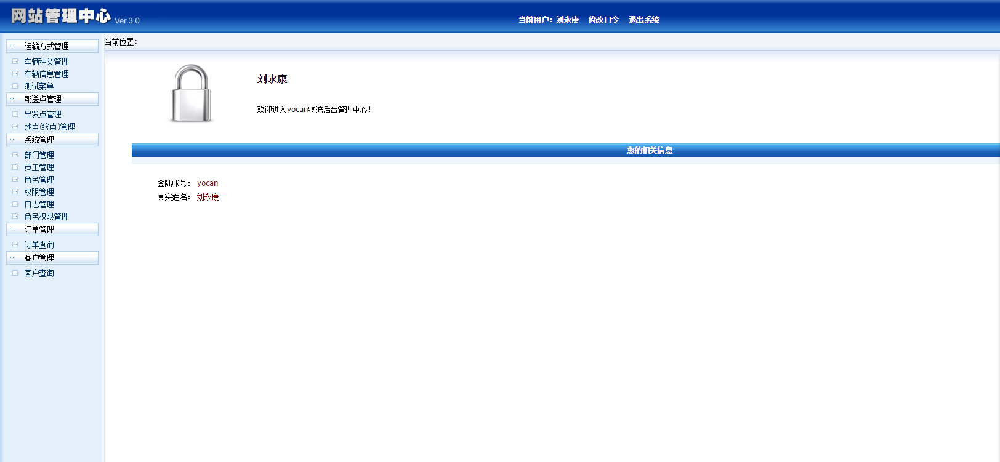 网站管理中心 Ver.3.0
当前用户：刘永康 修改口令 退出系统
当前位置：
运输方式管理
车辆种类管理
车辆信息管理
测试菜单
配送点管理
出发点管理
地点(终点)管理
系统管理
部门管理
员工管理
角色管理
权限管理
日志管理
角色权限管理
订单管理
订单查询
客户管理
客户查询
刘永康
欢迎进入yocan物流后台管理中心！
您的相关信息
登陆帐号： yocan
真实姓名： 刘永康